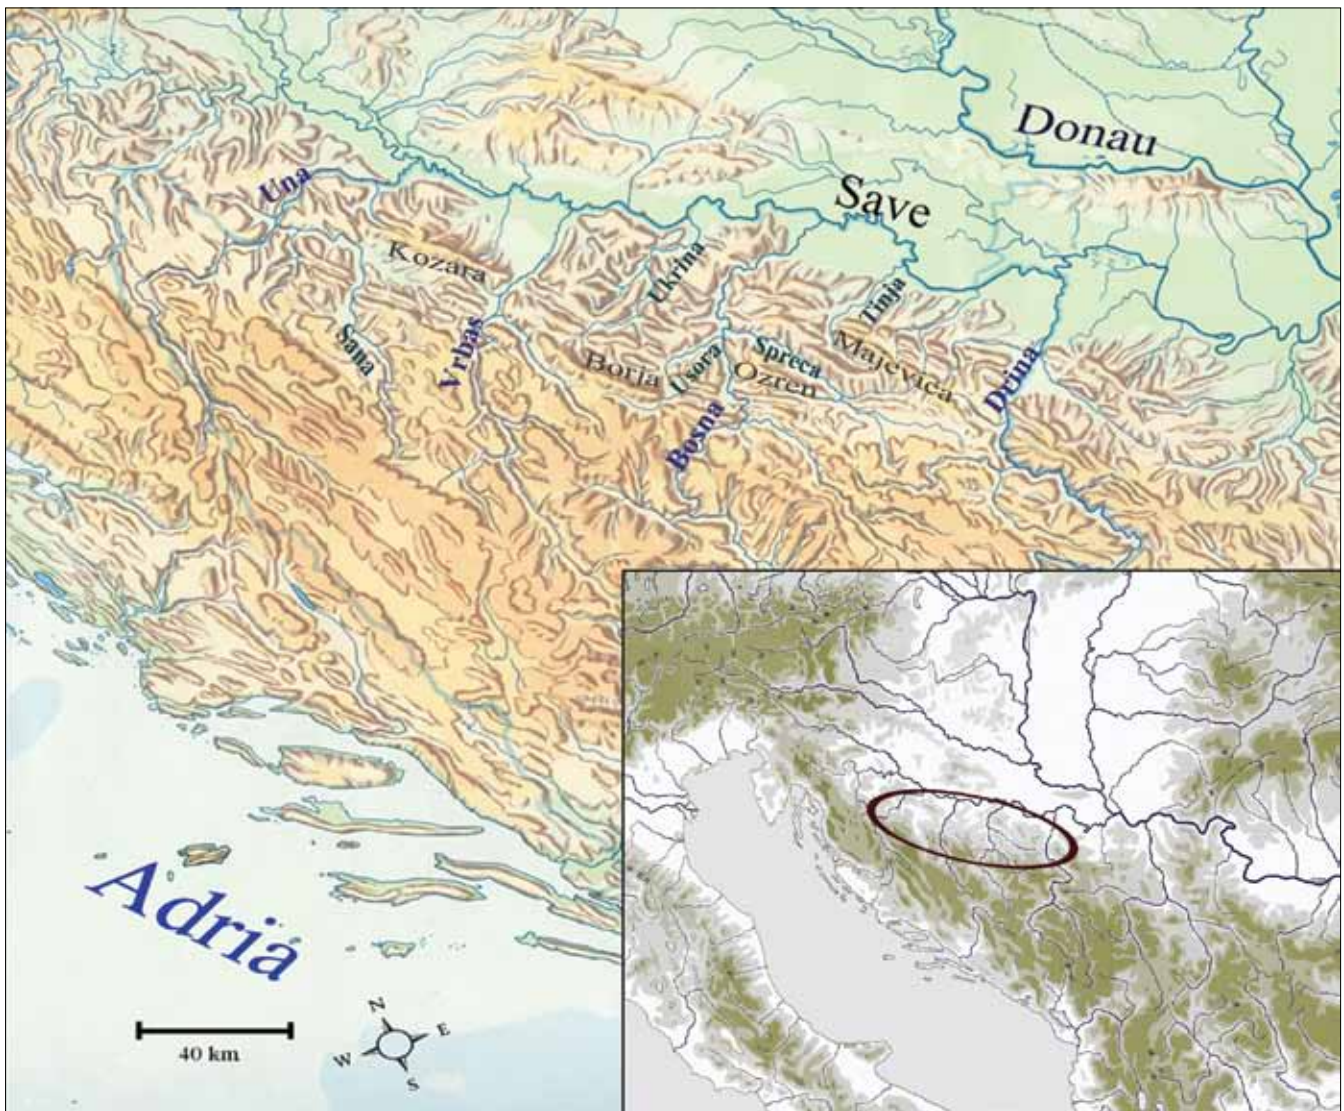 Donau
Save
Una
Kozara
Ukrina
Tinja
Sana
Vrbas
Borja
Usora
Spreca
Ozren
Majevica
Drina
Bosna
Adria
40 km
N
E
W
S